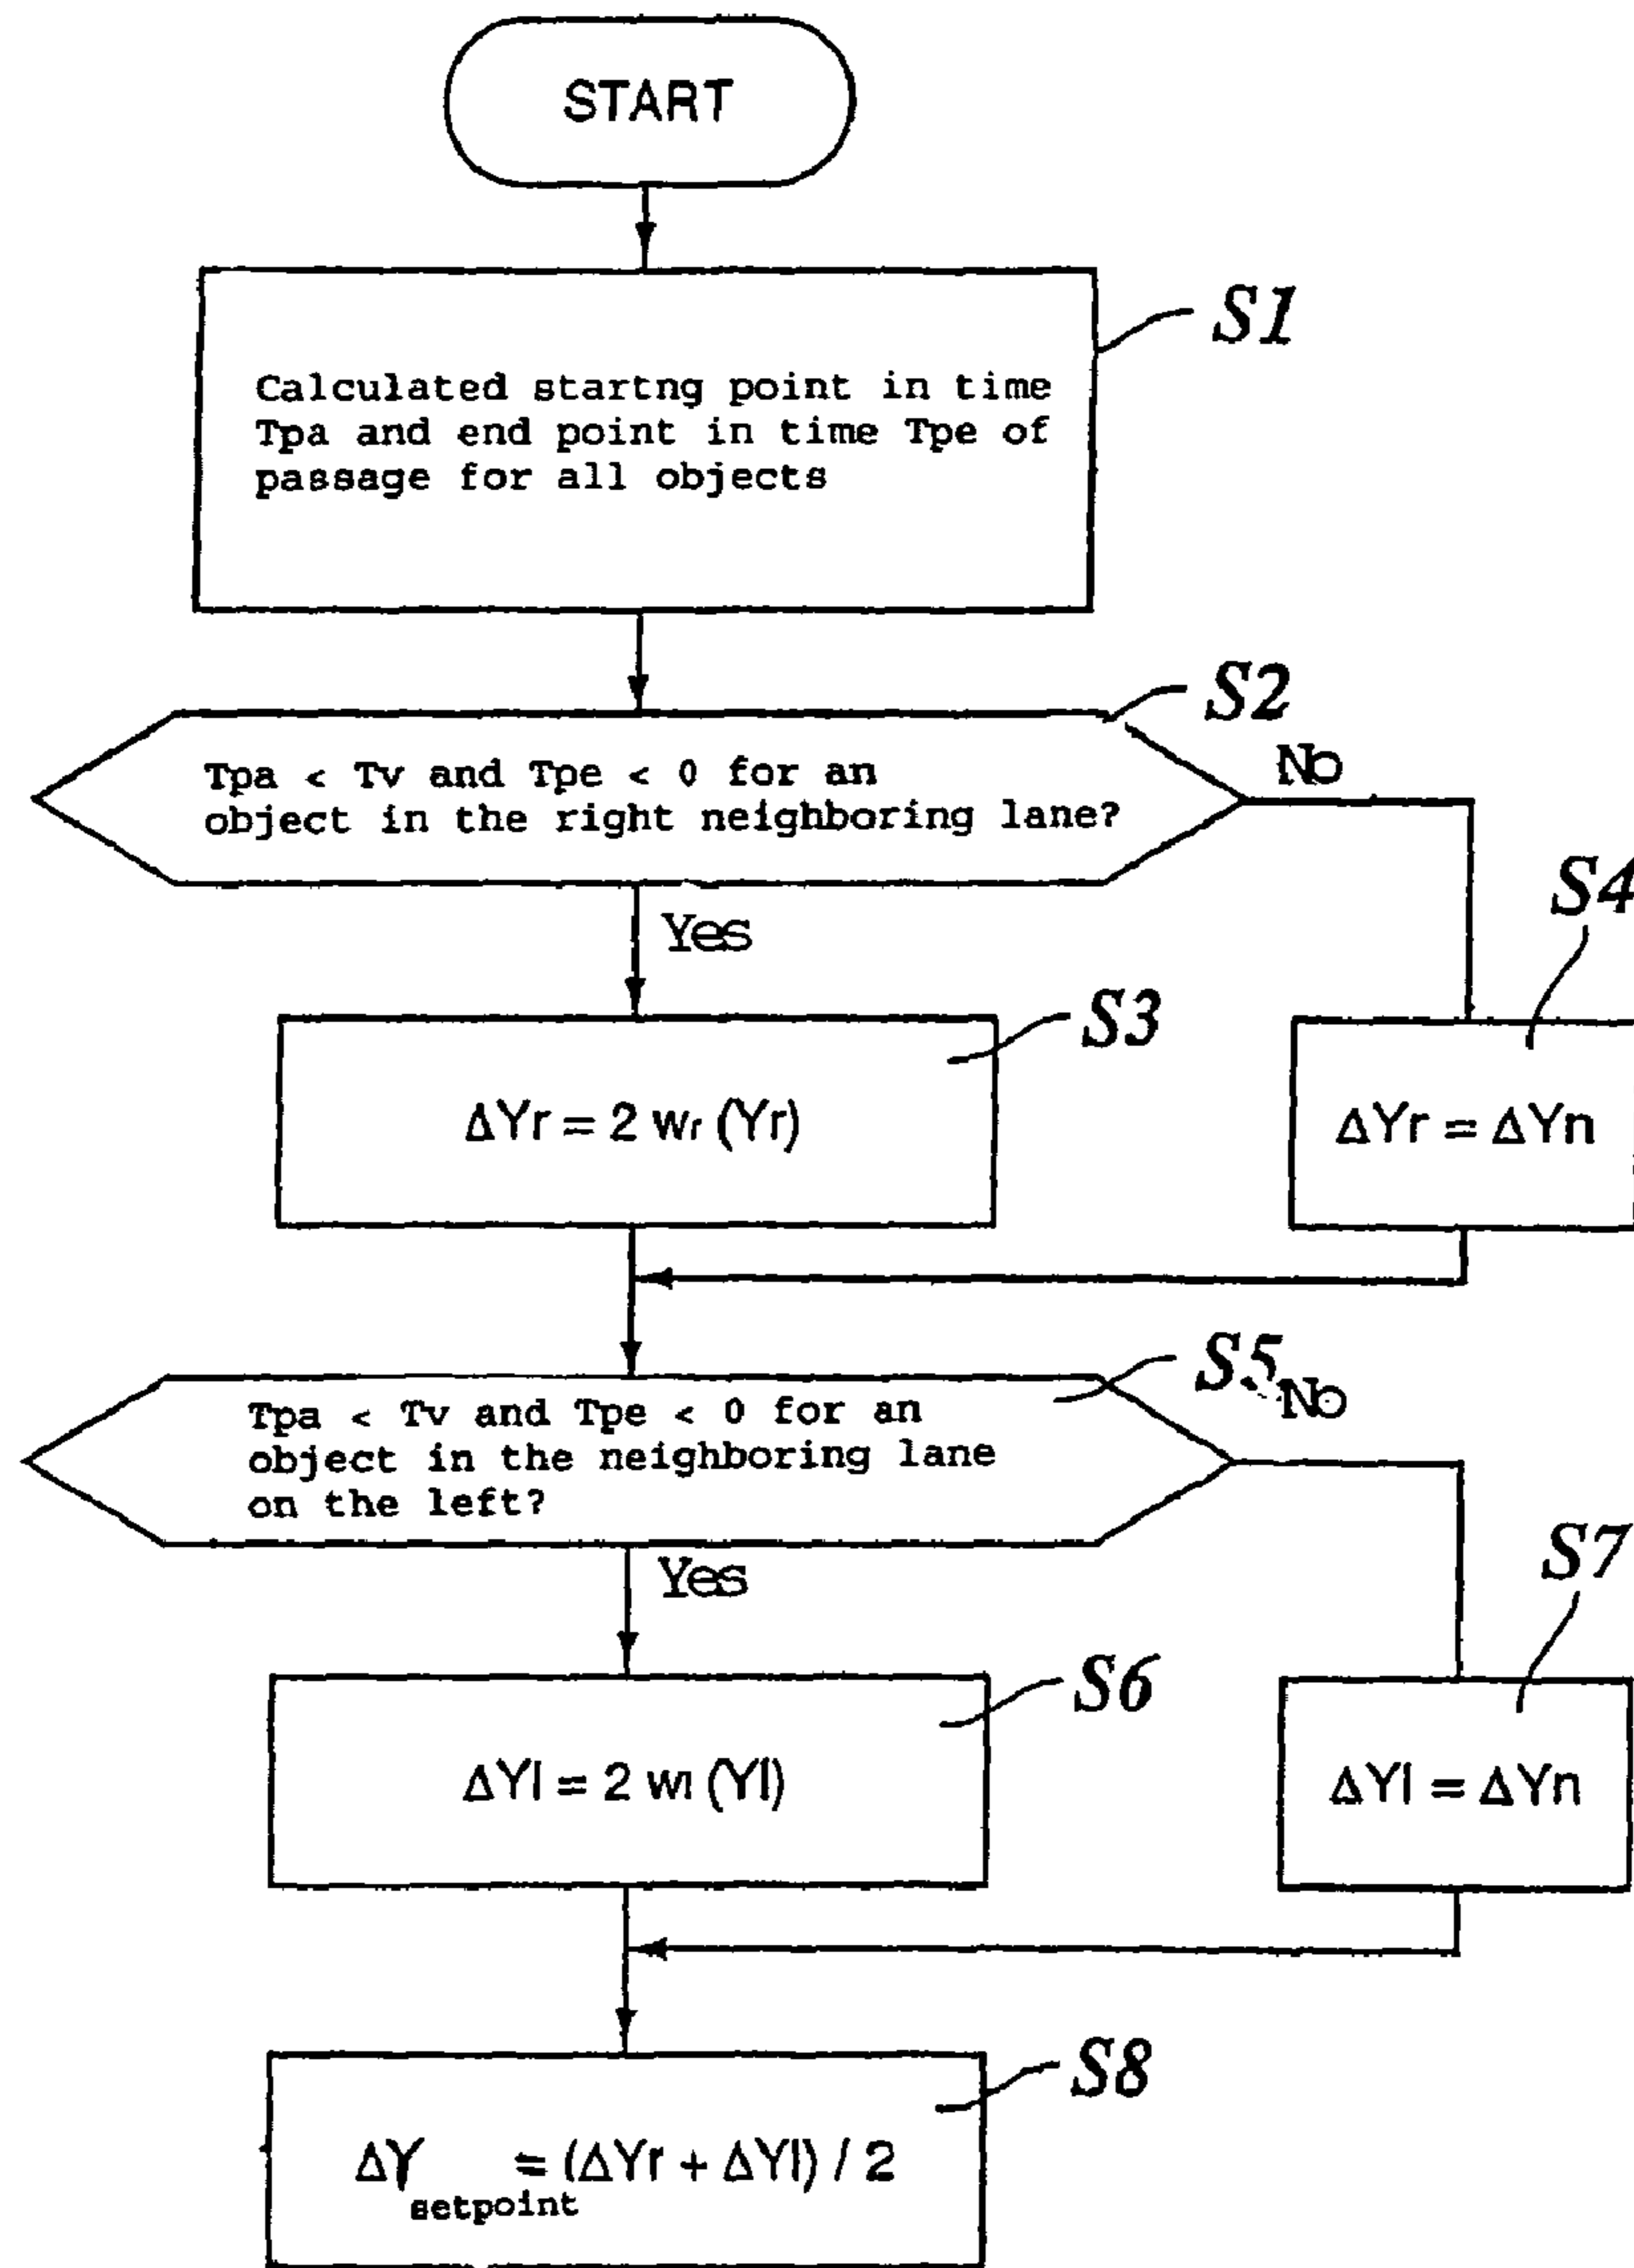 START
S1
Calculated startng point in time
Tpa and end point in time Tpe of
passage for all objects
S2
Tpa < Tv and Tpe < 0 for an
object in the right neighboring lane?
No
Yes
S3
ΔYr = 2 wr (Yr)
S4
ΔYr = ΔYn
S5
No
Tpa < Tv and Tpe < 0 for an
object in the neighboring lane
on the left?
Yes
S6
ΔYl = 2 wl (Yl)
S7
ΔYl = ΔYn
S8
ΔY setpoint = (ΔYr + ΔYl) / 2